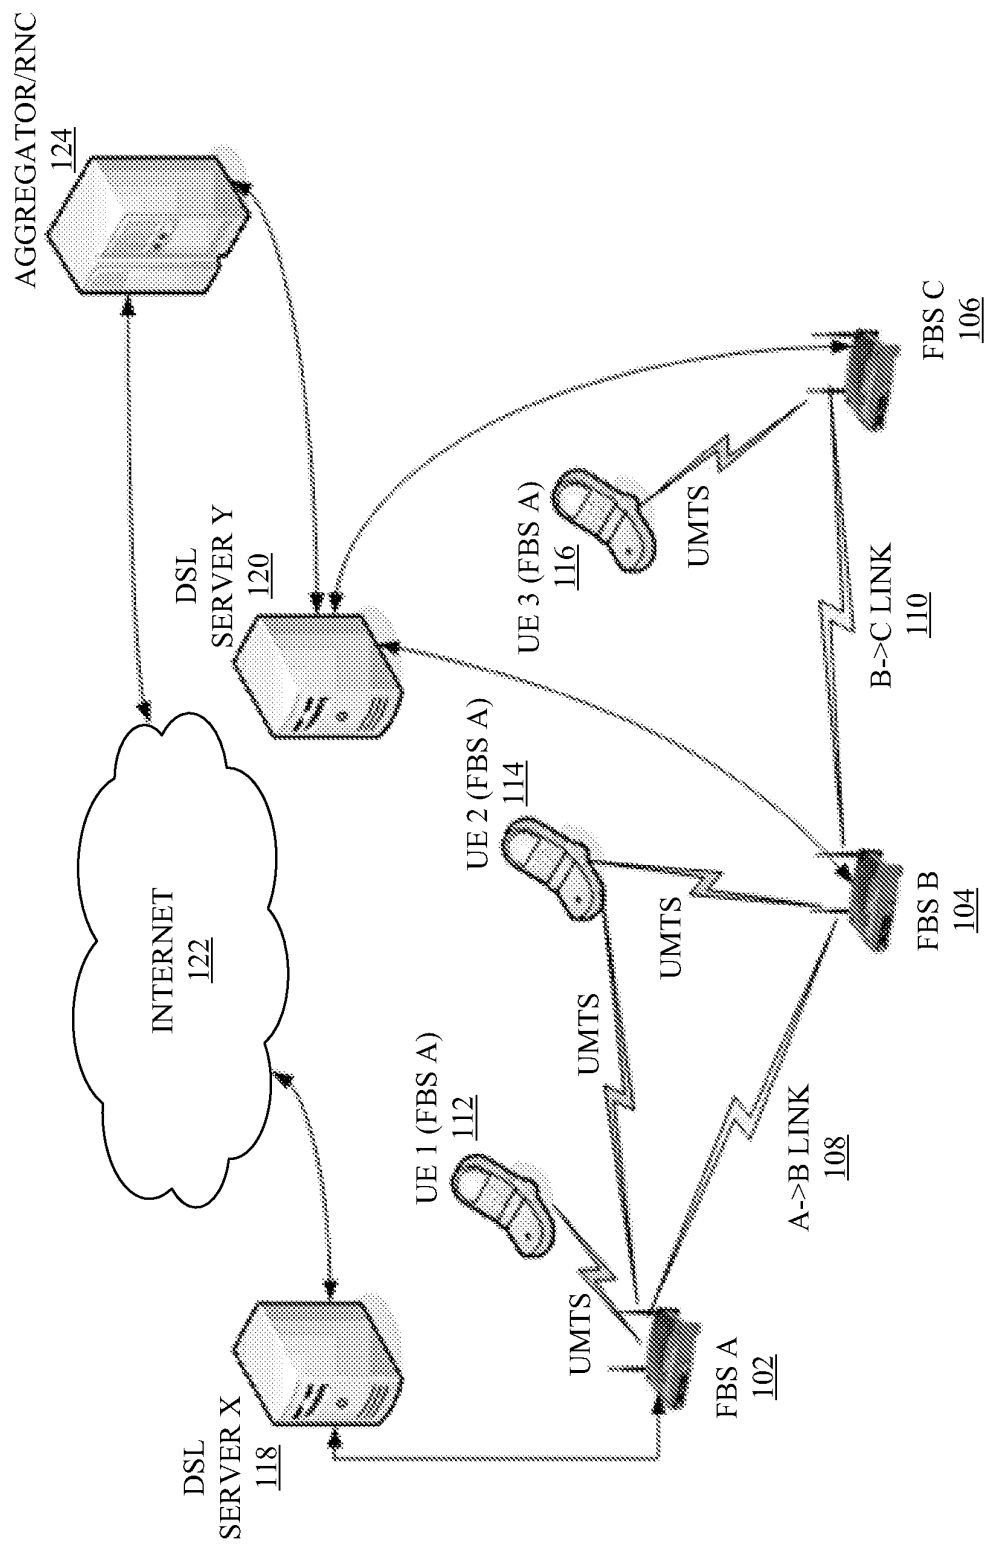 AGGREGATOR/RNC
124
INTERNET
122
DSL
SERVER Y
120
DSL
SERVER X
118
UE 1 (FBS A)
112
UE 2 (FBS A)
114
UE 3 (FBS A)
116
UMTS
UMTS
UMTS
UMTS
A->B LINK
108
B->C LINK
110
FBS A
102
FBS B
104
FBS C
106